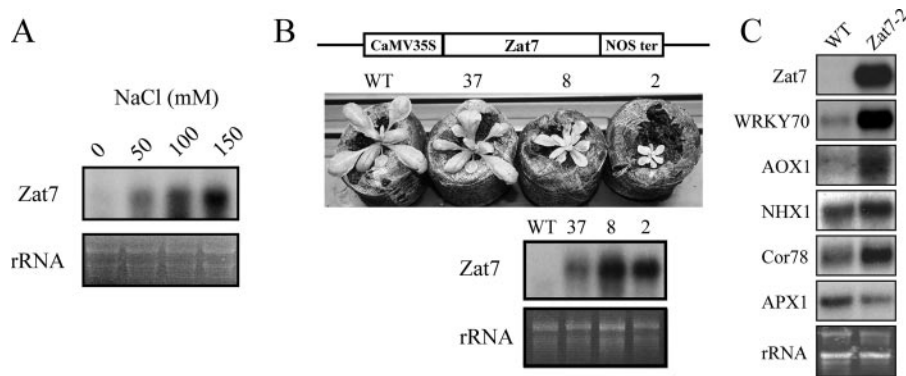 A
NaCl (mM)
0 50 100 150
Zat7
rRNA
B
CaMV35S Zat7 NOS ter
WT 37 8 2
WT 37 8 2
Zat7
rRNA
C
WT Zat7-2
Zat7
WRKY70
AOX1
NHX1
Cor78
APX1
rRNA